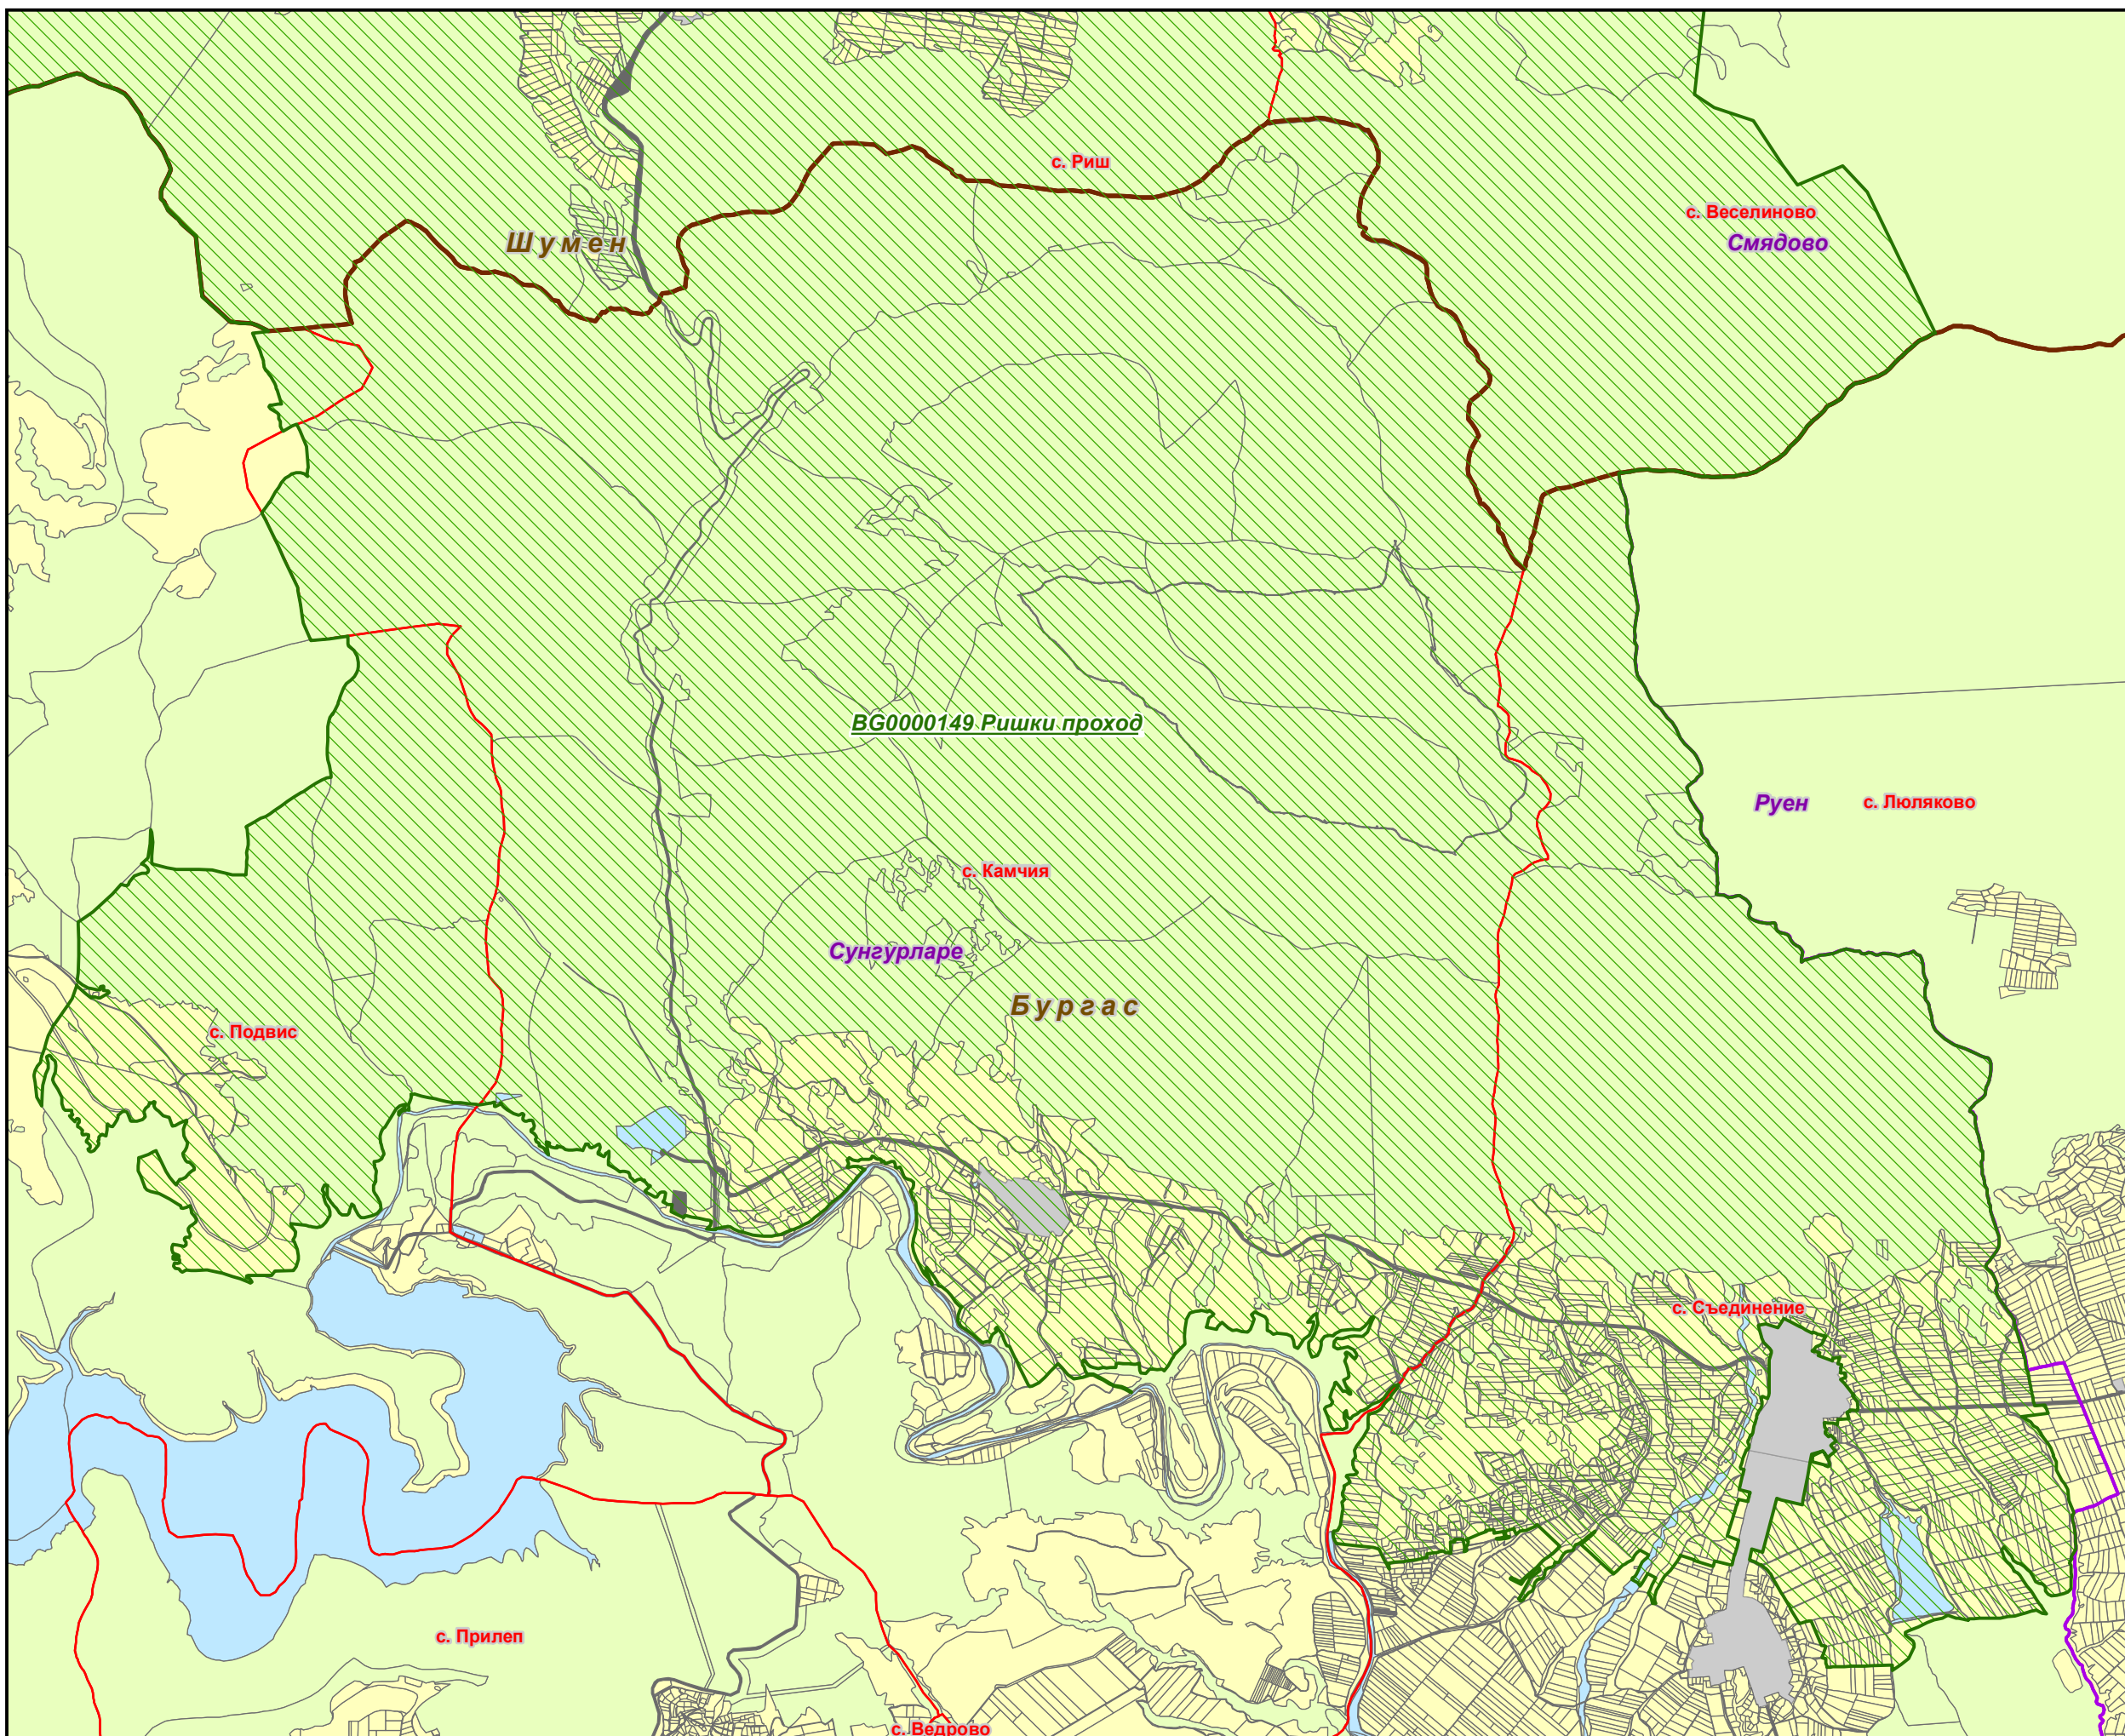 с. Риш
с. Веселиново
Шумен
Смядово
BG0000149 Ришки проход
Руен
с. Люляково
с. Камчия
Сунгурларе
Бургас
с. Подвис
с. Съединение
с. Прилеп
с. Ведрово